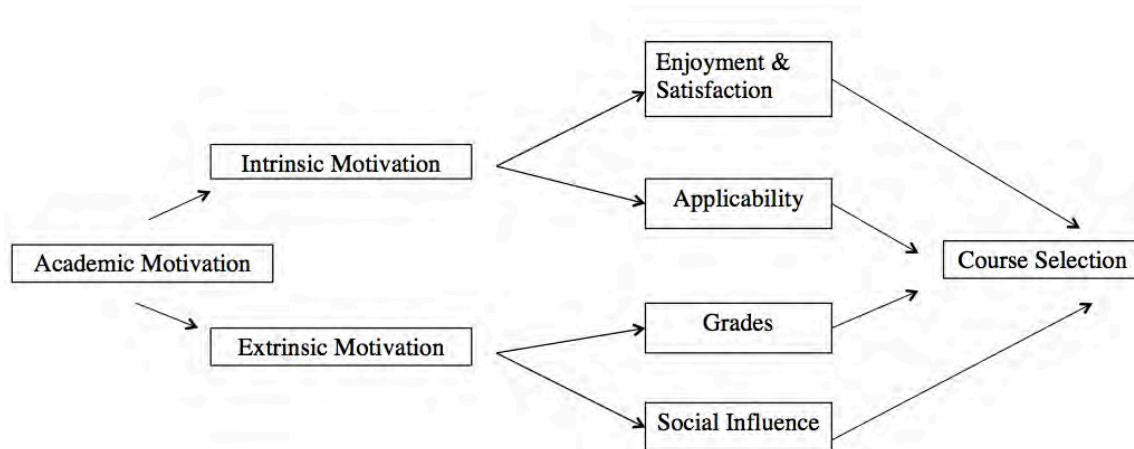 Enjoyment &
Satisfaction
Intrinsic Motivation
Applicability
Academic Motivation
Course Selection
Grades
Extrinsic Motivation
Social Influence